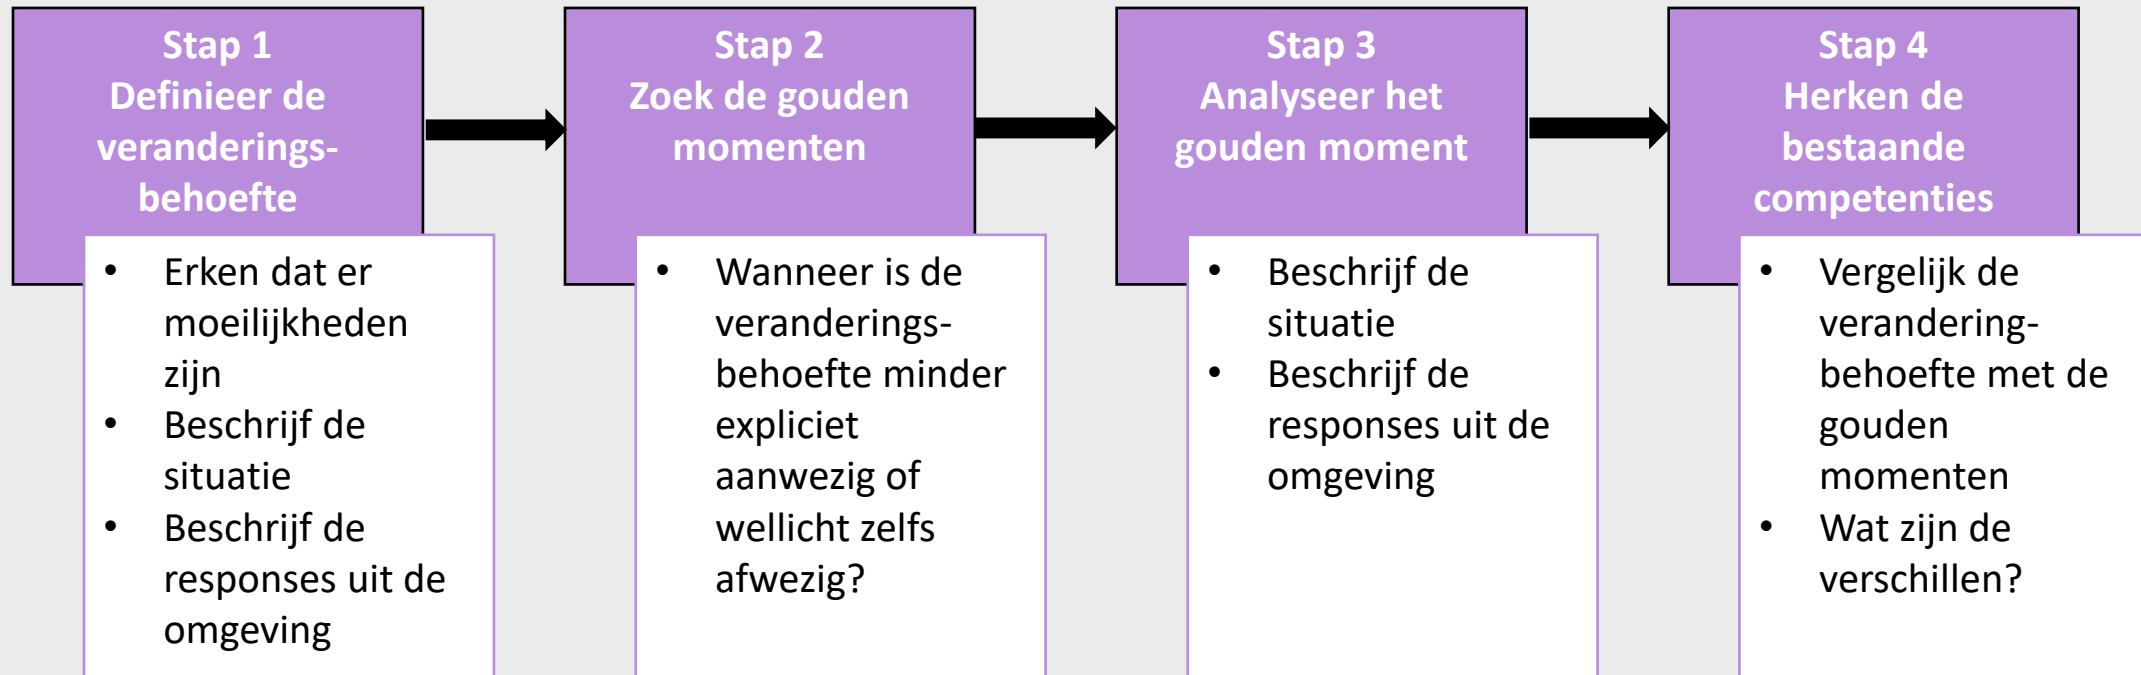 Stap 1
Definieer de
veranderings-
behoefte
• Erken dat er
moeilijkheden
zijn
• Beschrijf de
situatie
• Beschrijf de
responses uit de
omgeving
Stap 2
Zoek de gouden
momenten
• Wanneer is de
veranderings-
behoefte minder
expliciet
aanwezig of
wellicht zelfs
afwezig?
Stap 3
Analyseer het
gouden moment
• Beschrijf de
situatie
• Beschrijf de
responses uit de
omgeving
Stap 4
Herken de
bestaande
competenties
• Vergelijk de
verandering-
behoefte met de
gouden
momenten
• Wat zijn de
verschillen?